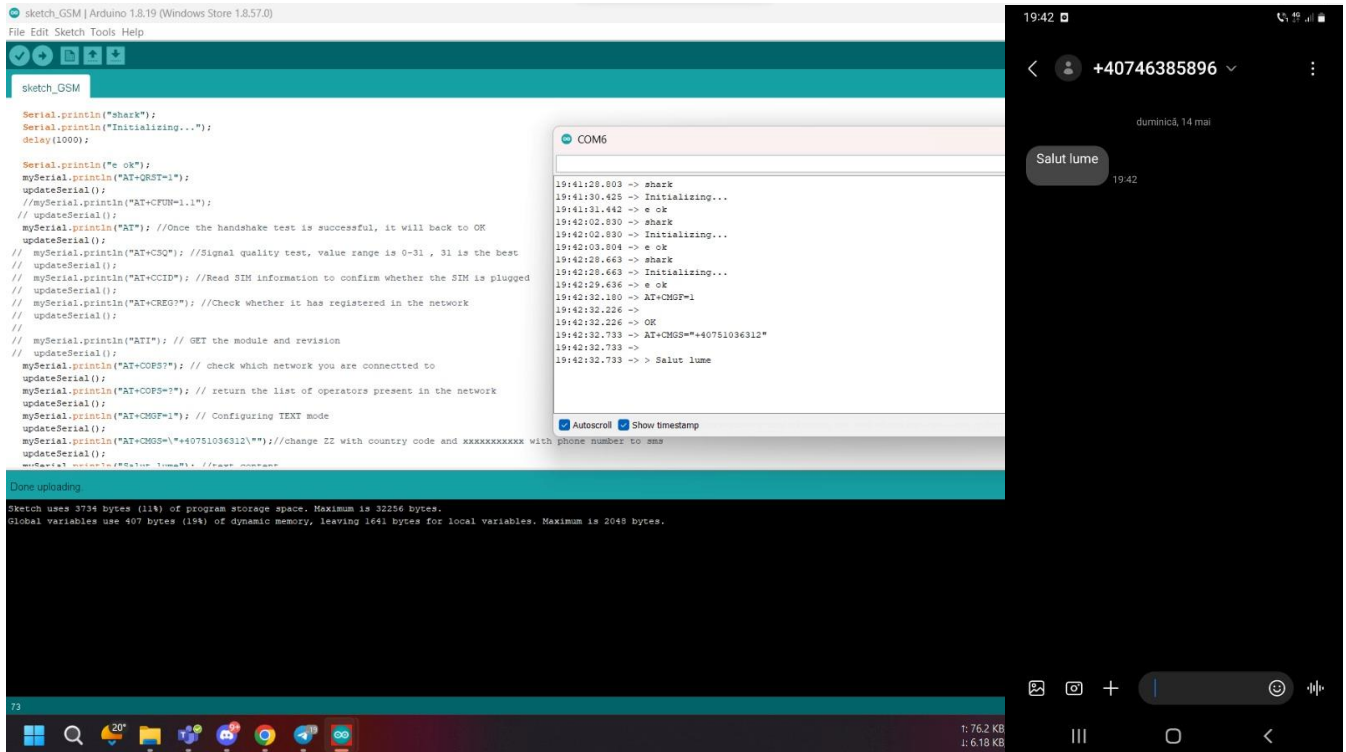 sketch_GSM | Arduino 1.8.19 (Windows Store 1.8.57.0)
File Edit Sketch Tools Help
sketch_GSM
Serial.println("shark");
Serial.println("Initializing...");
delay(1000);
Serial.println("e ok");
mySerial.println("AT+QRST=1");
updateSerial();
//mySerial.println("AT+CFUN=1.1");
// updateSerial();
mySerial.println("AT"); //Once the handshake test is successful, it will back to OK
updateSerial();
// mySerial.println("AT+CSQ"); //Signal quality test, value range is 0-31 , 31 is the best
// updateSerial();
// mySerial.println("AT+CCID"); //Read SIM information to confirm whether the SIM is plugged
// updateSerial();
// mySerial.println("AT+CREG?"); //Check whether it has registered in the network
// updateSerial();
//
// mySerial.println("ATI"); // GET the module and revision
// updateSerial();
mySerial.println("AT+COPS?"); // check which network you are connectted to
updateSerial();
mySerial.println("AT+COPS=?"); // return the list of operators present in the network
updateSerial();
mySerial.println("AT+CMGF=1"); // Configuring TEXT mode
updateSerial();
mySerial.println("AT+CMGS=\"+40751036312\"");//change ZZ with country code and xxxxxxxxxxx with phone number to sms
updateSerial();
mySerial.println("Salut lume"); //text content
COM6
19:41:28.803 -> shark
19:41:30.425 -> Initializing...
19:41:31.442 -> e ok
19:42:02.830 -> shark
19:42:02.830 -> Initializing...
19:42:03.804 -> e ok
19:42:28.663 -> shark
19:42:28.663 -> Initializing...
19:42:29.636 -> e ok
19:42:32.180 -> AT+CMGF=1
19:42:32.226 ->
19:42:32.226 -> OK
19:42:32.733 -> AT+CMGS="+40751036312"
19:42:32.733 ->
19:42:32.733 -> > Salut lume
Autoscroll Show timestamp
Done uploading.
Sketch uses 3734 bytes (11%) of program storage space. Maximum is 32256 bytes.
Global variables use 407 bytes (19%) of dynamic memory, leaving 1641 bytes for local variables. Maximum is 2048 bytes.
73
20°
↑: 76.2 KB
↓: 6.18 KB
19:42
4G
+40746385896
duminică, 14 mai
Salut lume
19:42